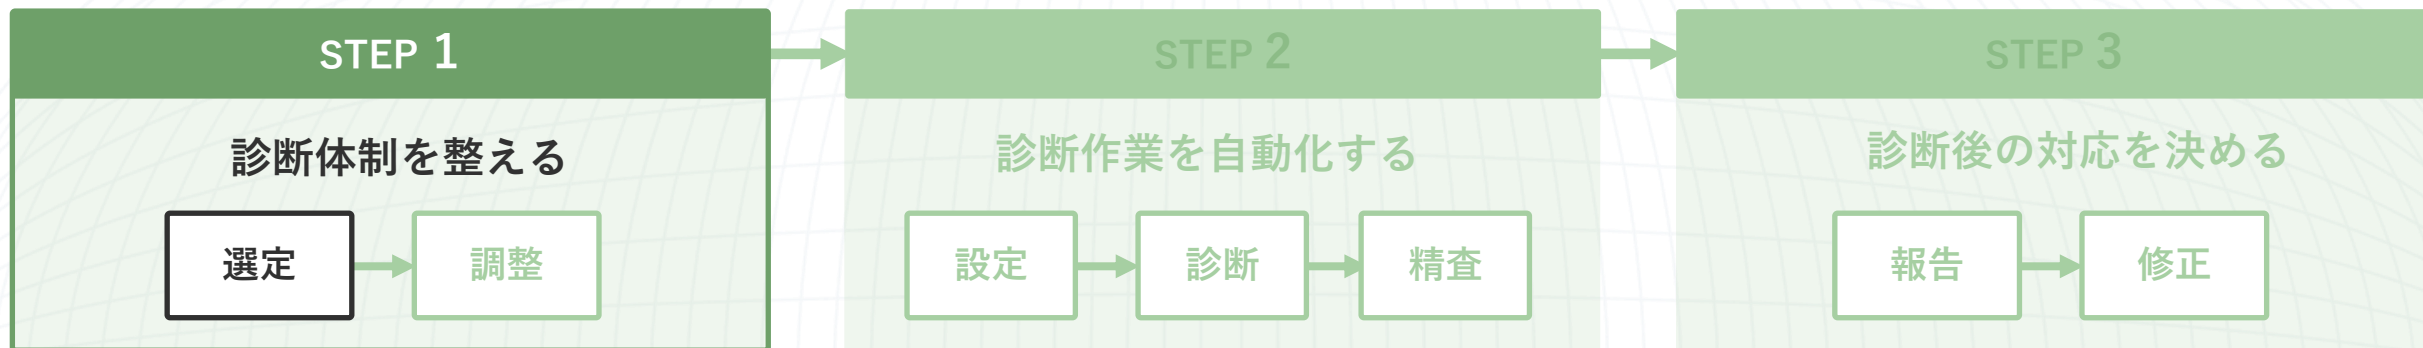 STEP 1
診断体制を整える
選定
調整
STEP 2
診断作業を自動化する
設定
診断
精査
STEP 3
診断後の対応を決める
報告
修正